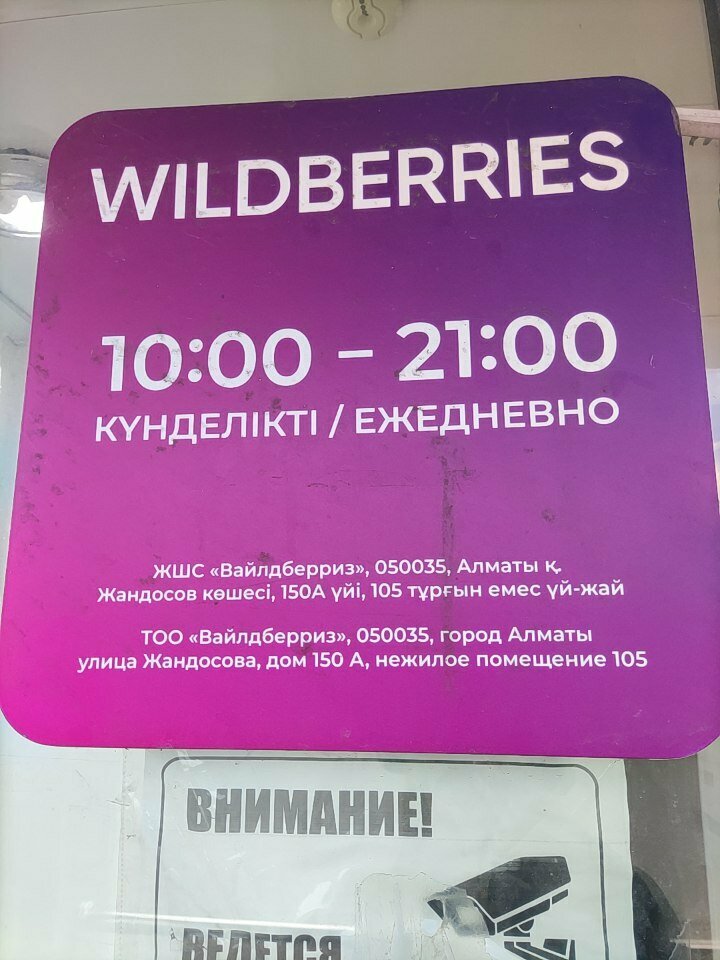 WILDBERRIES
10:00 – 21:00
КҮНДЕЛІКТІ / ЕЖЕДНЕВНО
ЖШС «Вайлдберриз», 050035, Алматы қ.
Жандосов көшесі, 150А үйі, 105 тұрғын емес үй-жай
ТОО «Вайлдберриз», 050035, город Алматы
улица Жандосова, дом 150 А, нежилое помещение 105
ВНИМАНИЕ!
ВЕДЕТСЯ